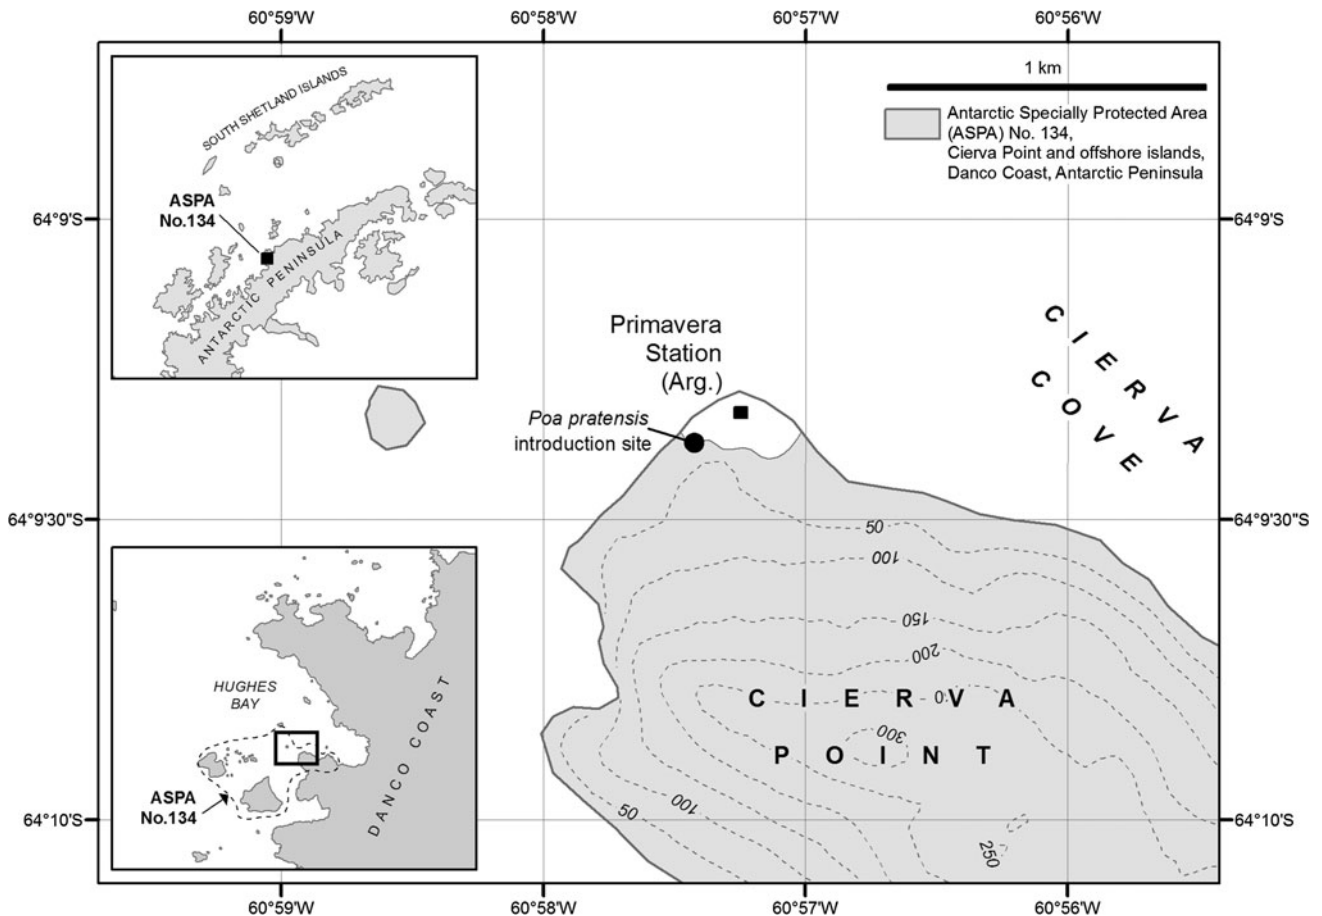 60°59'W
60°58'W
60°57'W
60°56'W
SOUTH SHETLAND ISLANDS
ASPA
No.134
ANTARCTIC PENINSULA
1 km
Antarctic Specially Protected Area
(ASPA) No. 134,
Cierva Point and offshore islands,
Danco Coast, Antarctic Peninsula
64°9'S
64°9'S
Primavera
Station
(Arg.)
Poa pratensis
introduction site
CIERVA
COVE
64°9'30"S
64°9'30"S
50
100
150
200
CIERVA
POINT
300
50
100
250
HUGHES
BAY
DANCO COAST
ASPA
No.134
64°10'S
64°10'S
60°59'W
60°58'W
60°57'W
60°56'W